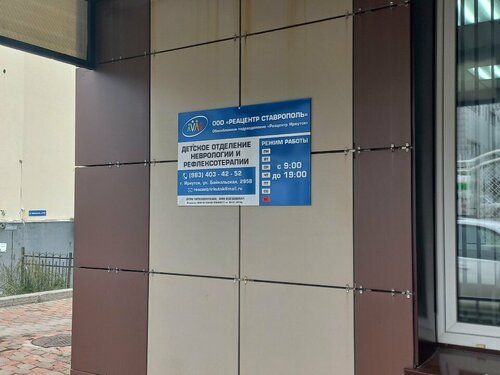 ООО «РЕАЦЕНТР СТАВРОПОЛЬ»
Обособленное подразделение «Реацентр Иркутск»
ДЕТСКОЕ ОТДЕЛЕНИЕ
НЕВРОЛОГИИ И
РЕФЛЕКСОТЕРАПИИ
(983) 403 - 42 - 52
г. Иркутск, ул. Байкальская, 295В
РЕЖИМ РАБОТЫ
с 9:00
до 19:00